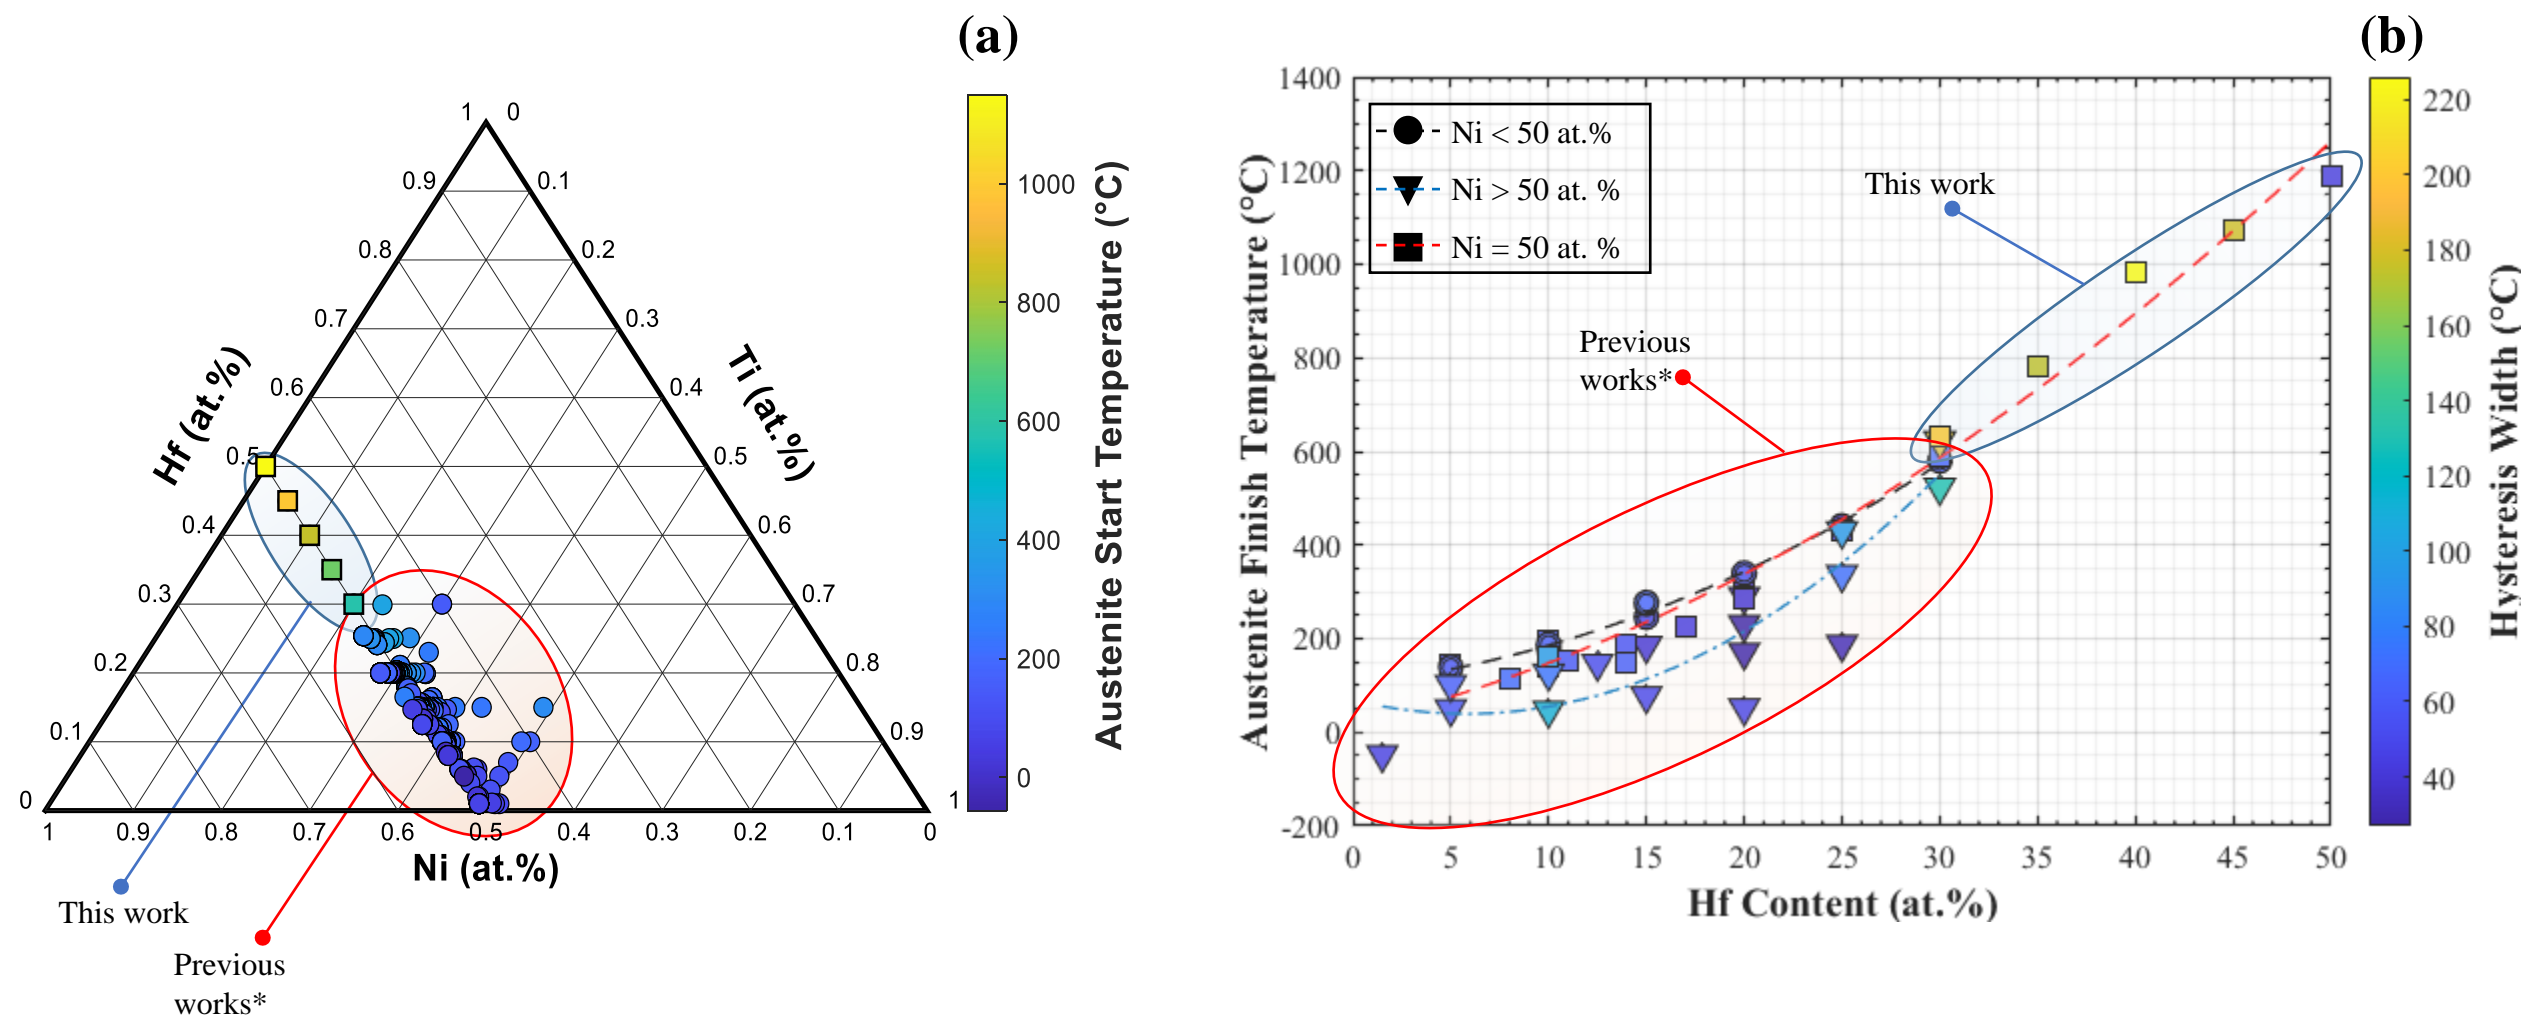 (a)
1 0
0.9 0.1
0.8 0.2
0.7 0.3
0.6 0.4
0.5 0.5
0.4 0.6
0.3 0.7
0.2 0.8
0.1 0.9
0 1
1 0.9 0.8 0.7 0.6 0.5 0.4 0.3 0.2 0.1 0
Hf (at.%)
Ti (at.%)
Ni (at.%)
This work
Previous
works*
1000
800
600
400
200
0
Austenite Start Temperature (°C)
(b)
1400
1200
1000
800
600
400
200
0
-200
Austenite Finish Temperature (°C)
Ni < 50 at.%
Ni > 50 at. %
Ni = 50 at. %
This work
Previous
works*
0 5 10 15 20 25 30 35 40 45 50
Hf Content (at.%)
220
200
180
160
140
120
100
80
60
40
Hysteresis Width (°C)